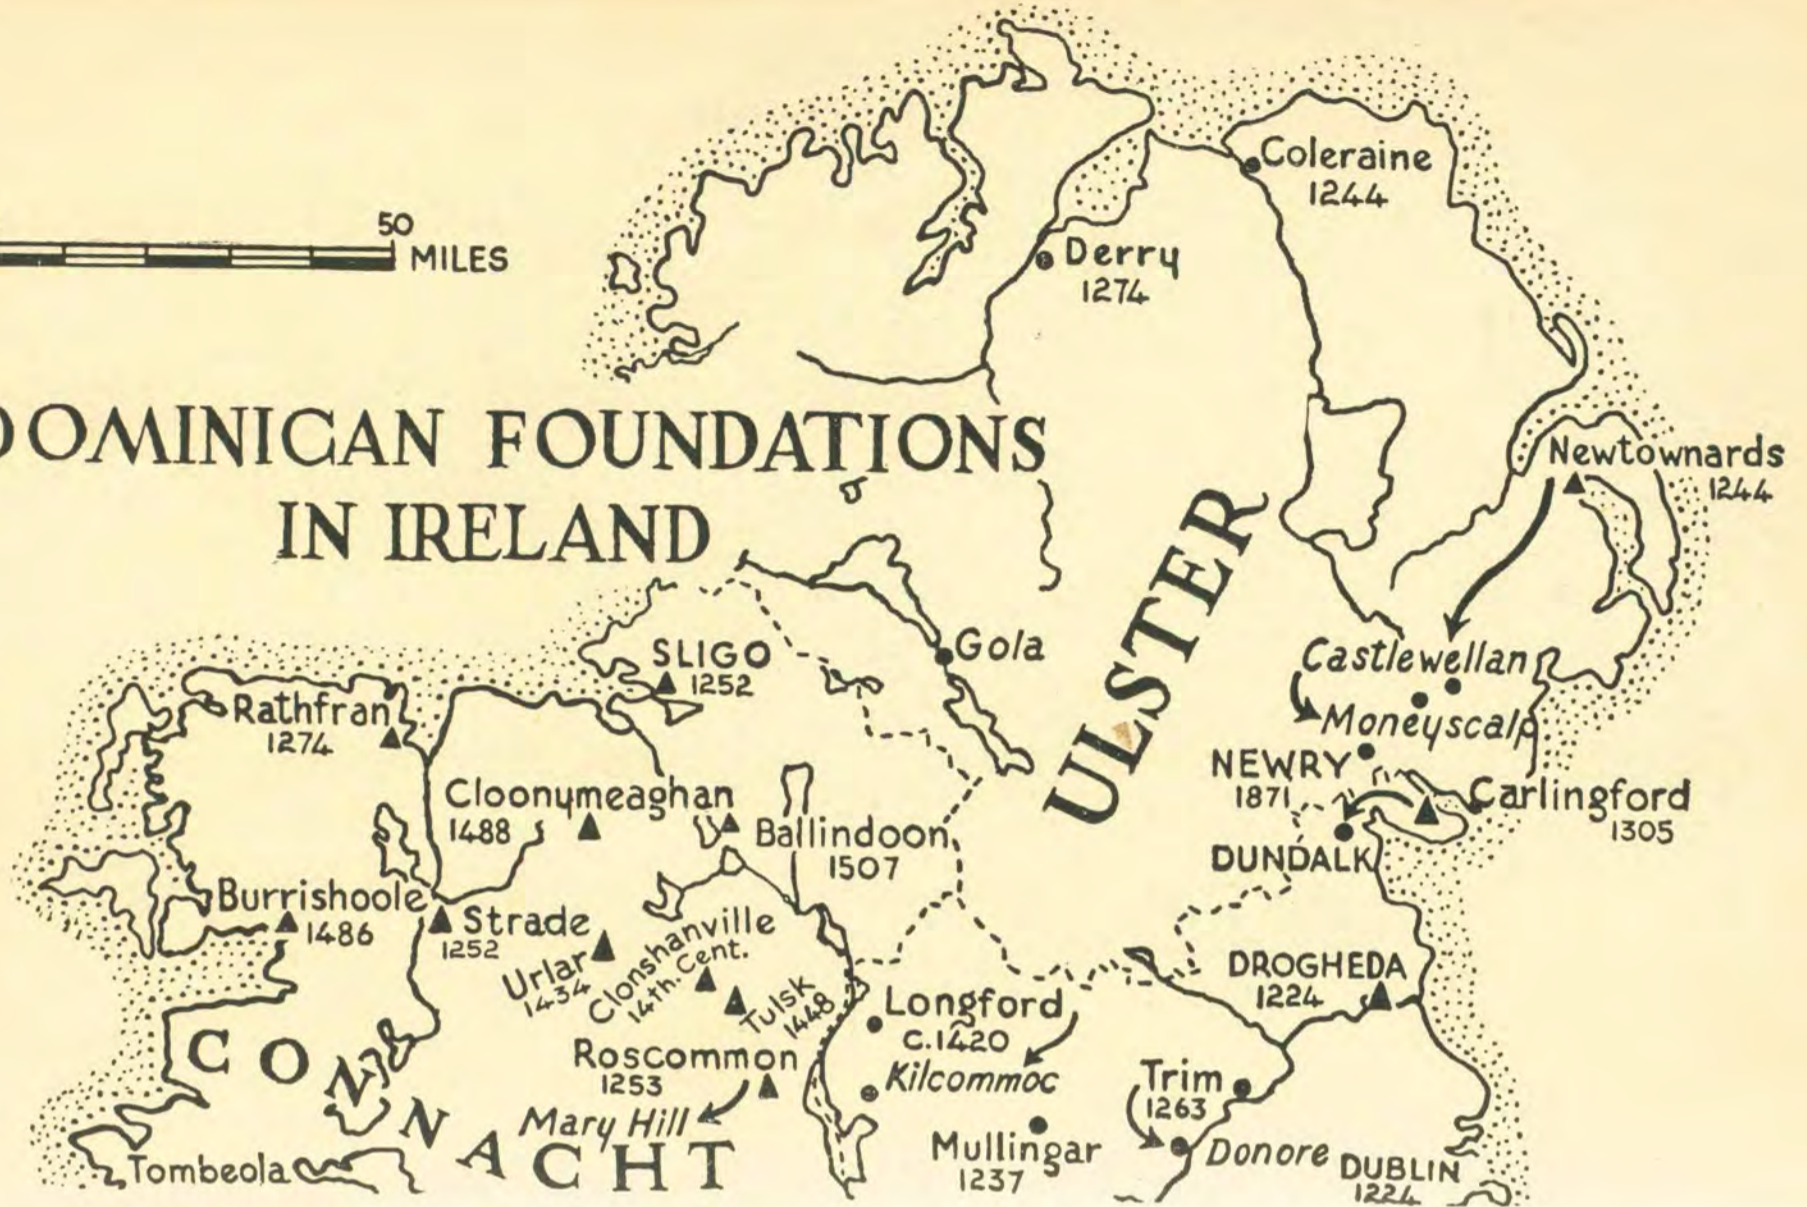 50
MILES
DOMINICAN FOUNDATIONS
IN IRELAND
Coleraine
1244
Derry
1274
Newtownards
1244
ULSTER
SLIGO
1252
Gola
Castlewellan
Moneyscalp
Rathfran
1274
NEWRY
1871
Carlingford
1305
DUNDALK
Cloonymeaghan
1488
Ballindoon
1507
Burrishoole
1486
Strade
1252
Urlar
1434
Clonshanville
14th. Cent.
Tulsk
1448
DROGHEDA
1224
Longford
c.1420
Kilcommoc
Roscommon
1253
Mary Hill
Trim
1263
Donore
Mullingar
1237
CONNACHT
Tombeola
DUBLIN
1224